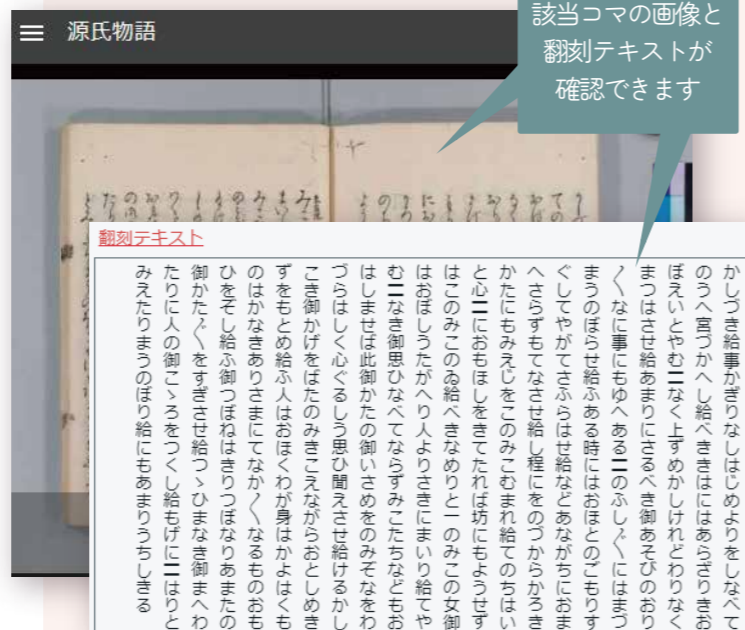 源氏物語
該当コマの画像と
翻刻テキストが
確認できます
翻刻テキスト
かしづき給事かぎりなしはじめよりをしなべて
のうへ宮づかへし給べききはにはあらざりきお
ぼえいとやむ〓なく上ずめかしけれどわりなく
まつはさせ給あまりにさるべき御あそびのおり
〳〵なに事にもゆへある〓のふし〴〵にはまづ
まうのぼらせ給ふある時にはおほとのごもりす
ぐしてやがてさふらはせ給などあながちにおま
へさらずもてなさせ給し程にをのづからかろき
かたにもみえじをこのみこむまれ給てのちはい
と心〓におもほしをきてたれば坊にもようせず
はこのみこのゐ給べきなめりと一のみこの女御
はおぼしうたがへり人よりさきにまいり給てや
む〓なき御思ひなべてならずみこたちなどもお
はしませば此御かたの御いさめをのみぞなをわ
づらはしく心ぐるしう思ひ聞えさせ給けるかし
こき御かげをばたのみきこえながらおとしめき
ずをもとめ給ふ人はおほくわが身はかよはくも
のはかなきありさまにてなか〳〵なるものおも
ひをぞし給ふ御つぼねはきりつぼなりあまたの
御かた〴〵をすぎさせ給つゝひまなき御まへわ
たりに人の御こゝろをつくし給もげに〓はりと
みえたりまうのぼり給にもあまりうちしきる